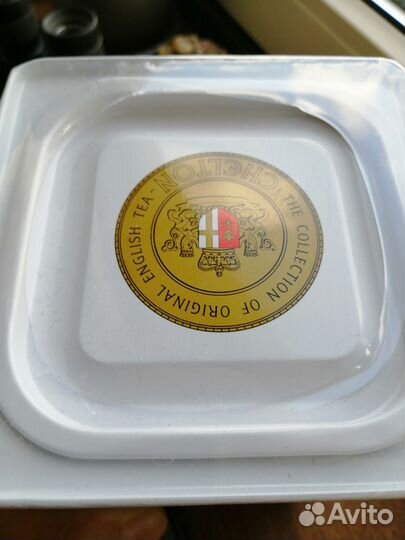 CHELTON
THE COLLECTION OF ORIGINAL ENGLISH TEA
Avito